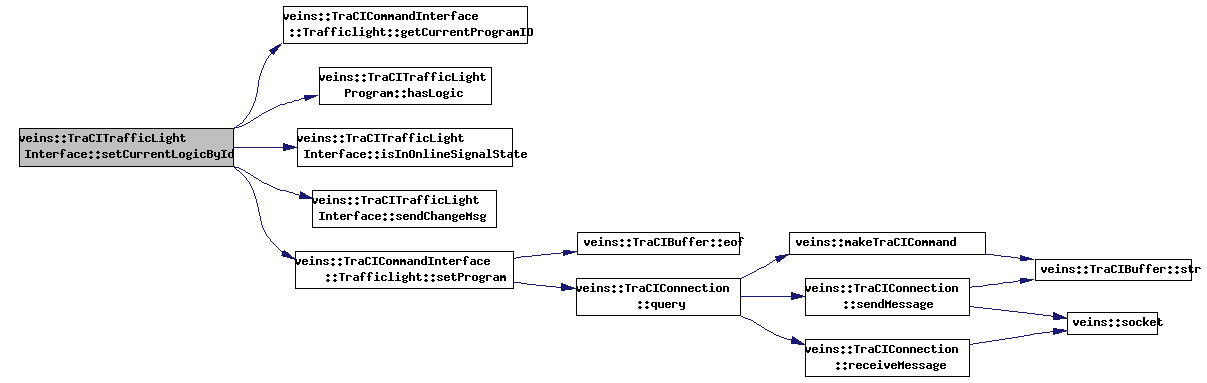 veins::TraCICommandInterface
::Trafficlight::getCurrentProgramID
veins::TraCITrafficLight
Program::hasLogic
veins::TraCITrafficLight
Interface::setCurrentLogicById
veins::TraCITrafficLight
Interface::isInOnlineSignalState
veins::TraCITrafficLight
Interface::sendChangeMsg
veins::TraCICommandInterface
::Trafficlight::setProgram
veins::TraCIBuffer::eof
veins::TraCIConnection
::query
veins::makeTraCICommand
veins::TraCIConnection
::sendMessage
veins::TraCIConnection
::receiveMessage
veins::TraCIBuffer::str
veins::socket